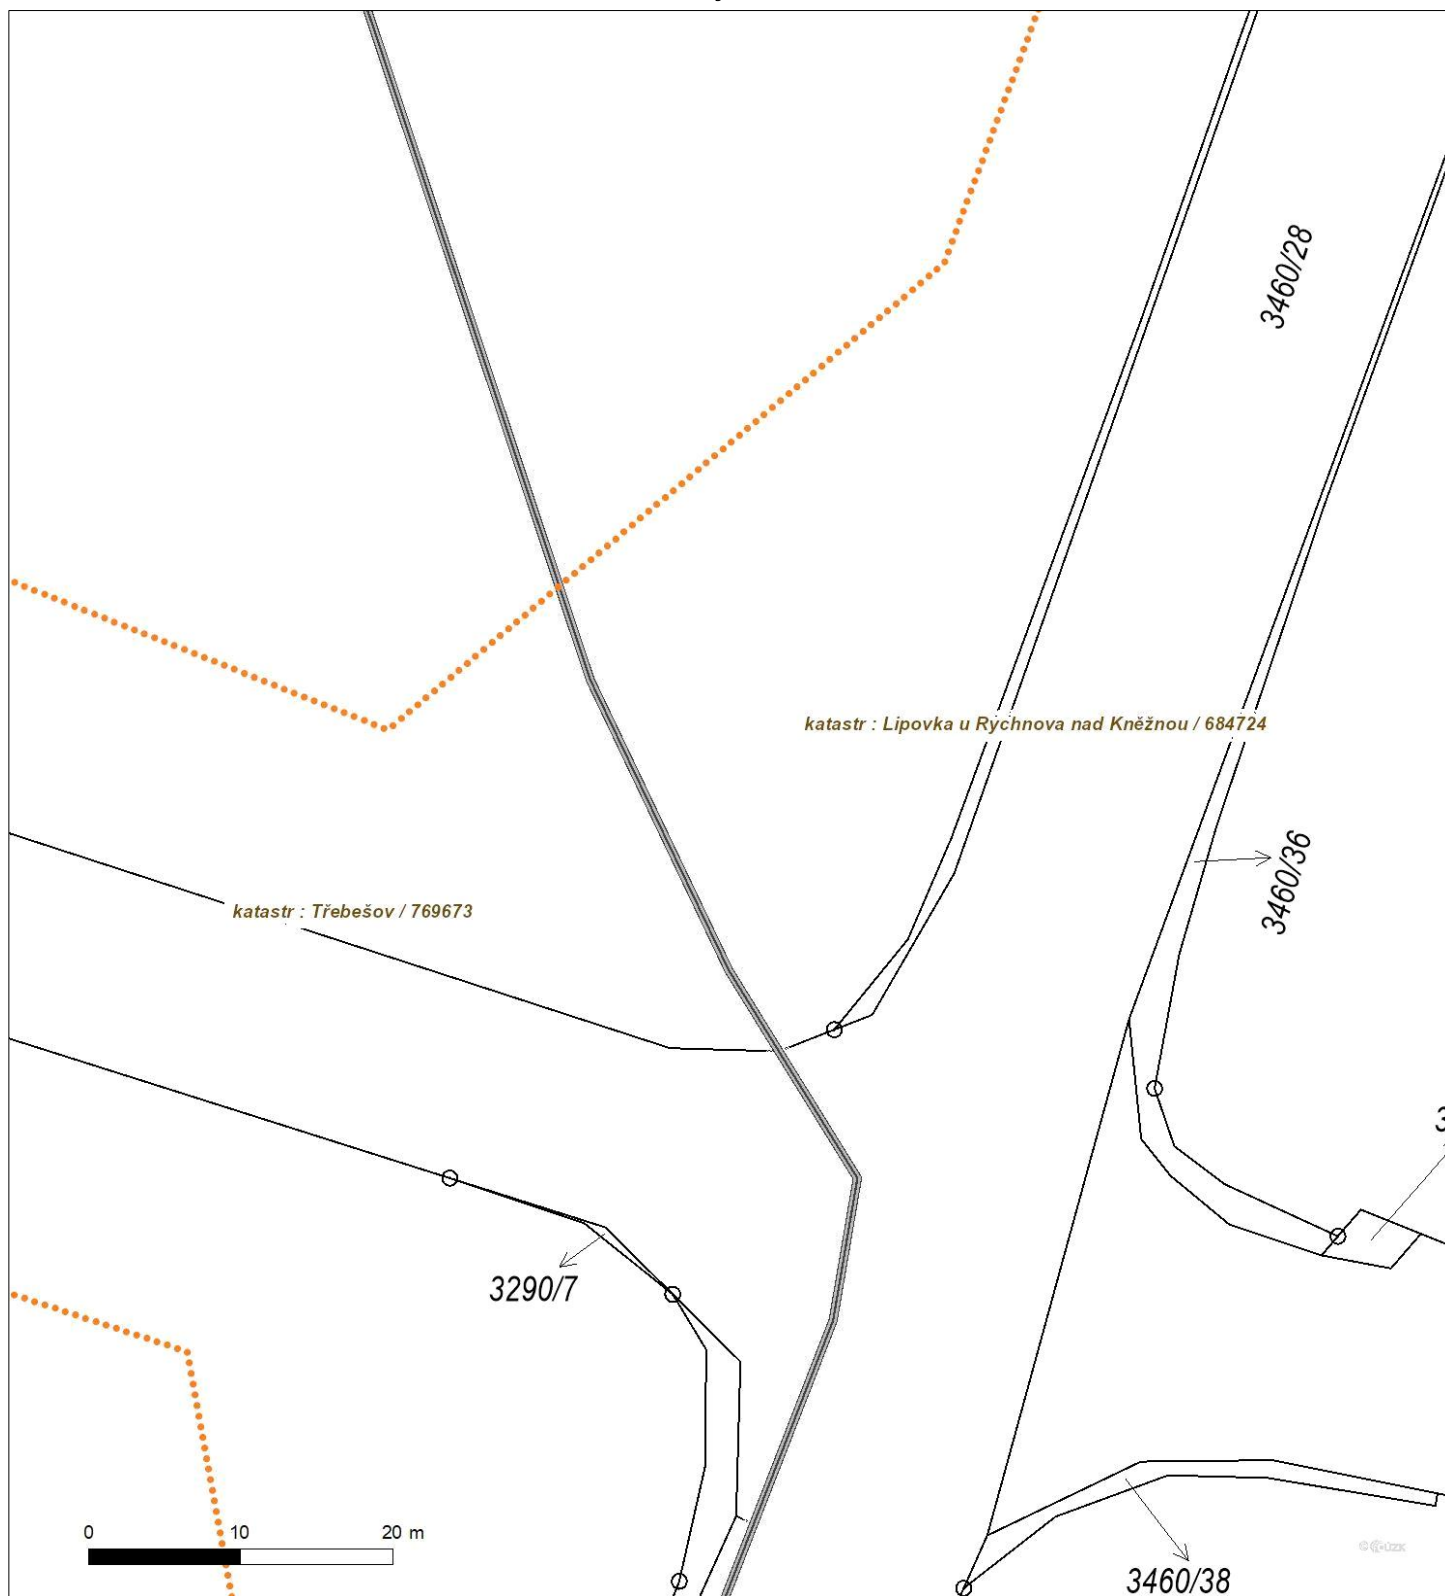 3460/28
katastr : Lipovka u Rychnova nad Kněžnou / 684724
3460/36
katastr : Třebešov / 769673
3
3290/7
0 10 20 m
3460/38